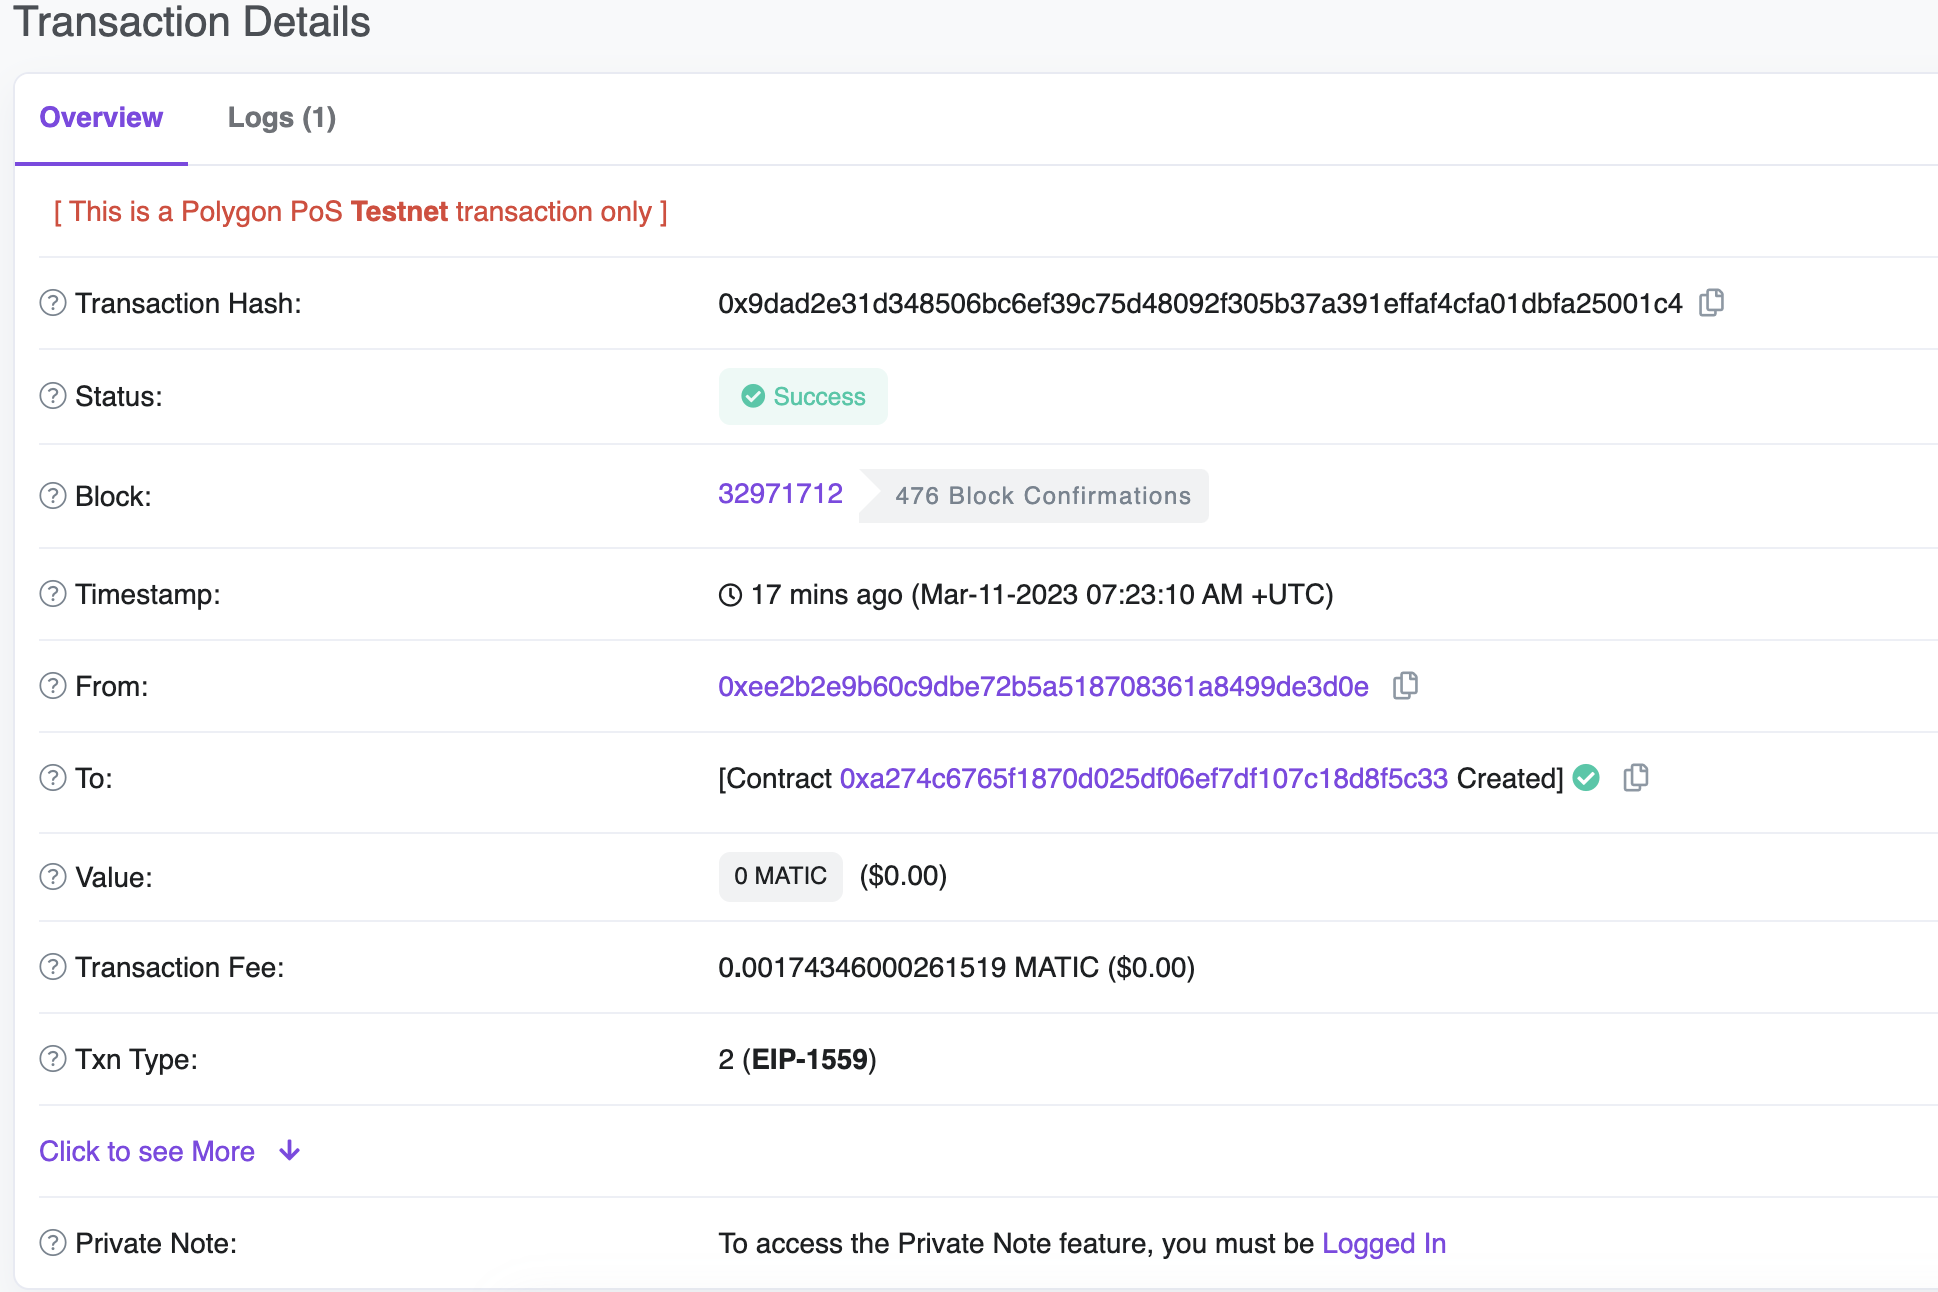 Transaction Details
Overview Logs (1)
[ This is a Polygon PoS Testnet transaction only ]
Transaction Hash: 0x9dad2e31d348506bc6ef39c75d48092f305b37a391effaf4cfa01dbfa25001c4
Status: Success
Block: 32971712 476 Block Confirmations
Timestamp: 17 mins ago (Mar-11-2023 07:23:10 AM +UTC)
From: 0xee2b2e9b60c9dbe72b5a518708361a8499de3d0e
To: [Contract 0xa274c6765f1870d025df06ef7df107c18d8f5c33 Created]
Value: 0 MATIC ($0.00)
Transaction Fee: 0.00174346000261519 MATIC ($0.00)
Txn Type: 2 (EIP-1559)
Click to see More
Private Note: To access the Private Note feature, you must be Logged In